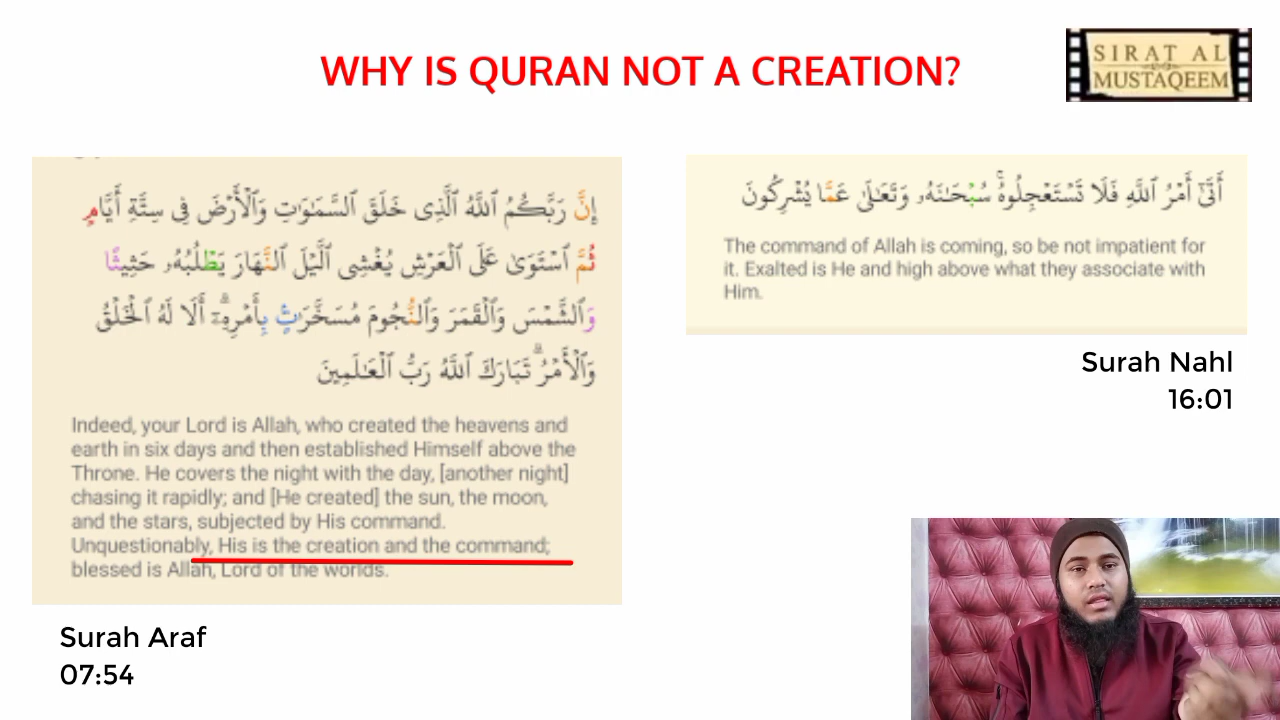 WHY IS QURAN NOT A CREATION?
SIRAT AL
MUSTAQEEM
إِنَّ رَبَّكُمُ ٱللَّهُ ٱلَّذِى خَلَقَ ٱلسَّمَـٰوَٰتِ وَٱلْأَرْضَ فِى سِتَّةِ أَيَّامٍ
ثُمَّ ٱسْتَوَىٰ عَلَى ٱلْعَرْشِ يُغْشِى ٱلَّيْلَ ٱلنَّهَارَ يَطْلُبُهُۥ حَثِيثًا
وَٱلشَّمْسَ وَٱلْقَمَرَ وَٱلنُّجُومَ مُسَخَّرَٰتٍۭ بِأَمْرِهِۦٓ ۗ أَلَا لَهُ ٱلْخَلْقُ
وَٱلْأَمْرُ ۗ تَبَارَكَ ٱللَّهُ رَبُّ ٱلْعَـٰلَمِينَ
Indeed, your Lord is Allah, who created the heavens and
earth in six days and then established Himself above the
Throne. He covers the night with the day, [another night]
chasing it rapidly; and [He created] the sun, the moon,
and the stars, subjected by His command.
Unquestionably, His is the creation and the command;
blessed is Allah, Lord of the worlds.
Surah Araf
07:54
أَتَىٰٓ أَمْرُ ٱللَّهِ فَلَا تَسْتَعْجِلُوهُ ۚ سُبْحَـٰنَهُۥ وَتَعَـٰلَىٰ عَمَّا يُشْرِكُونَ
The command of Allah is coming, so be not impatient for
it. Exalted is He and high above what they associate with
Him.
Surah Nahl
16:01